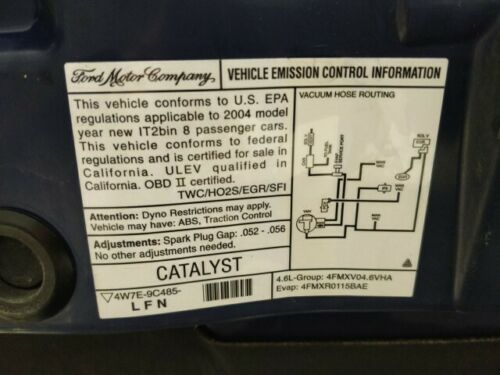 Ford Motor Company,
VEHICLE EMISSION CONTROL INFORMATION
This vehicle conforms to U.S. EPA
regulations applicable to 2004 model
year new IT2bin 8 passenger cars.
This vehicle conforms to federal
regulations and is certified for sale in
California. ULEV qualified in
California. OBD II certified.
TWC/HO2S/EGR/SFI
Attention: Dyno Restrictions may apply.
Vehicle may have: ABS, Traction Control
Adjustments: Spark Plug Gap: .052 - .056
No other adjustments needed.
CATALYST
4W7E-9C485-
LFN
VACUUM HOSE ROUTING
4.6L-Group: 4FMXV04.6VHA
Evap: 4FMXR0115BAE